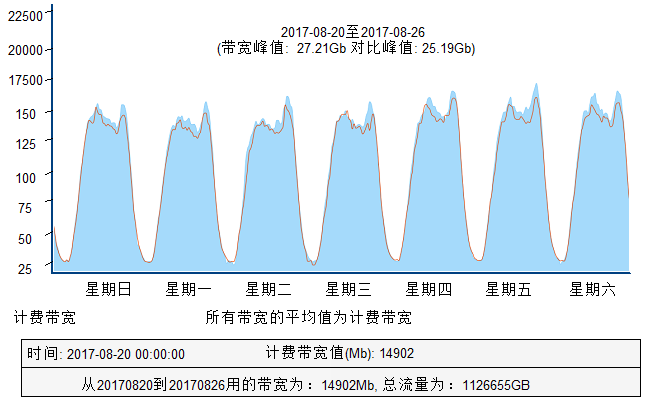 2017-08-20至2017-08-26
(带宽峰值: 27.21Gb 对比峰值: 25.19Gb)
22500
20000
17500
150
125
100
75
50
25
星期日 星期一 星期二 星期三 星期四 星期五 星期六
计费带宽 所有带宽的平均值为计费带宽
时间: 2017-08-20 00:00:00 计费带宽值(Mb): 14902
从20170820到20170826用的带宽为：14902Mb, 总流量为：1126655GB